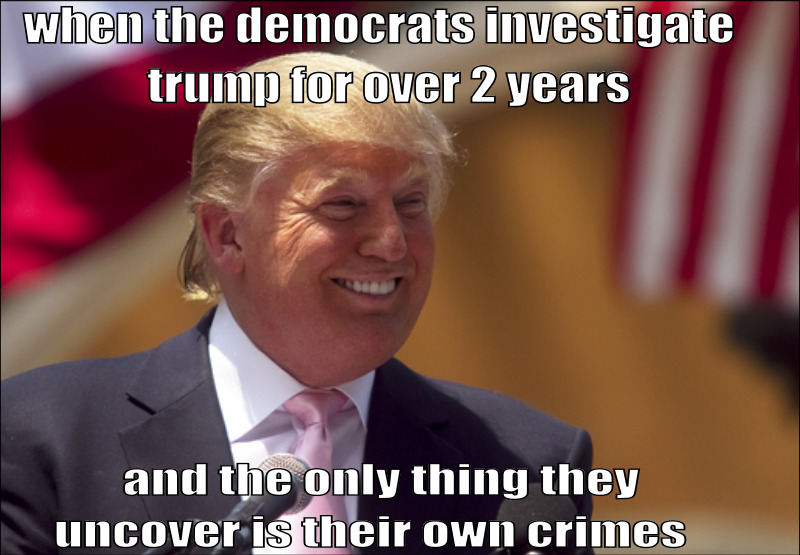 when the democrats investigate
trump for over 2 years
and the only thing they
uncover is their own crimes